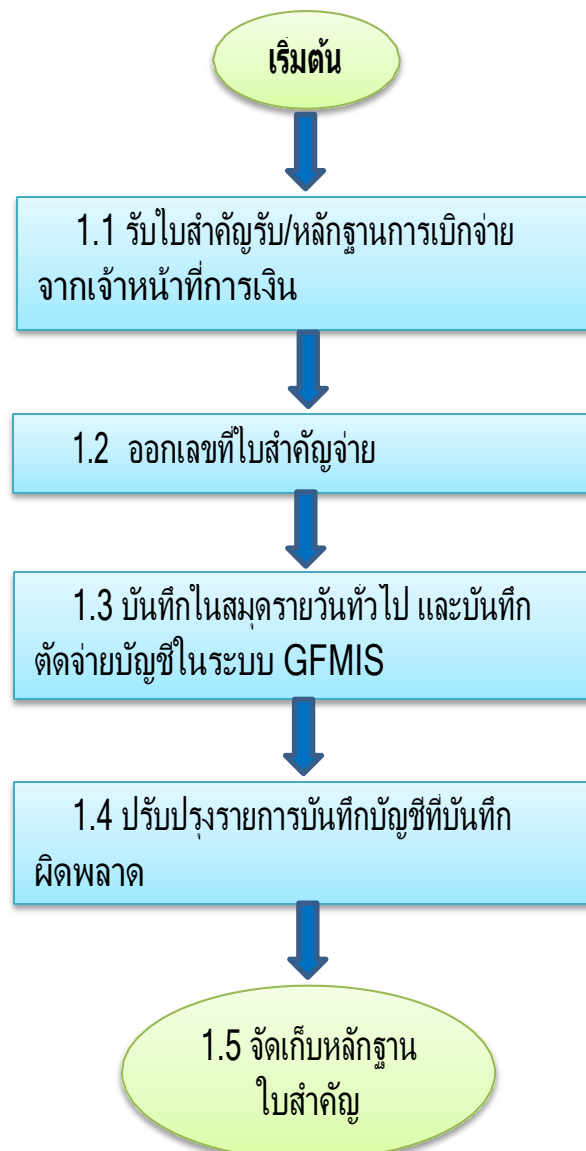 เริ่มต้น
1.1 รับใบสำคัญรับ/หลักฐานการเบิกจ่าย
จากเจ้าหน้าที่การเงิน
1.2 ออกเลขที่ใบสำคัญจ่าย
1.3 บันทึกในสมุดรายวันทั่วไป และบันทึก
ตัดจ่ายบัญชีในระบบ GFMIS
1.4 ปรับปรุงรายการบันทึกบัญชีที่บันทึก
ผิดพลาด
1.5 จัดเก็บหลักฐาน
ใบสำคัญ